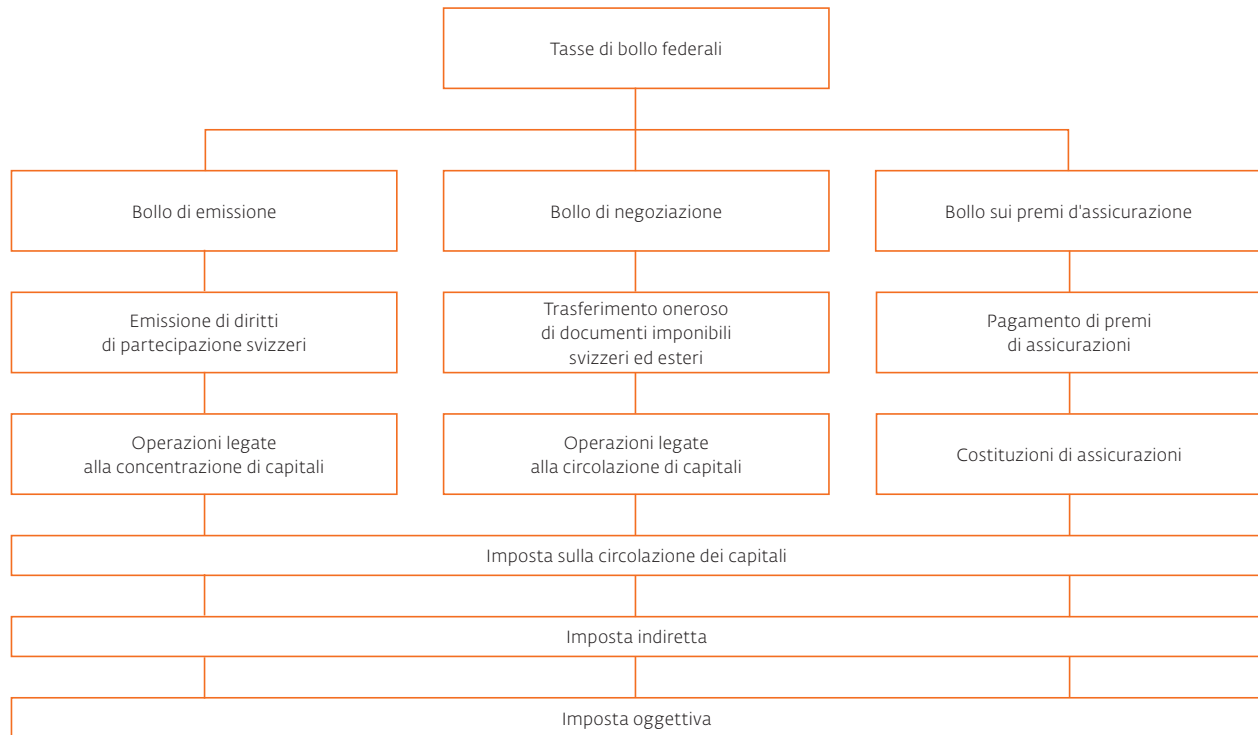 Tasse di bollo federali
Bollo di emissione
Bollo di negoziazione
Bollo sui premi d'assicurazione
Emissione di diritti
di partecipazione svizzeri
Trasferimento oneroso
di documenti imponibili
svizzeri ed esteri
Pagamento di premi
di assicurazioni
Operazioni legate
alla concentrazione di capitali
Operazioni legate
alla circolazione di capitali
Costituzioni di assicurazioni
Imposta sulla circolazione dei capitali
Imposta indiretta
Imposta oggettiva